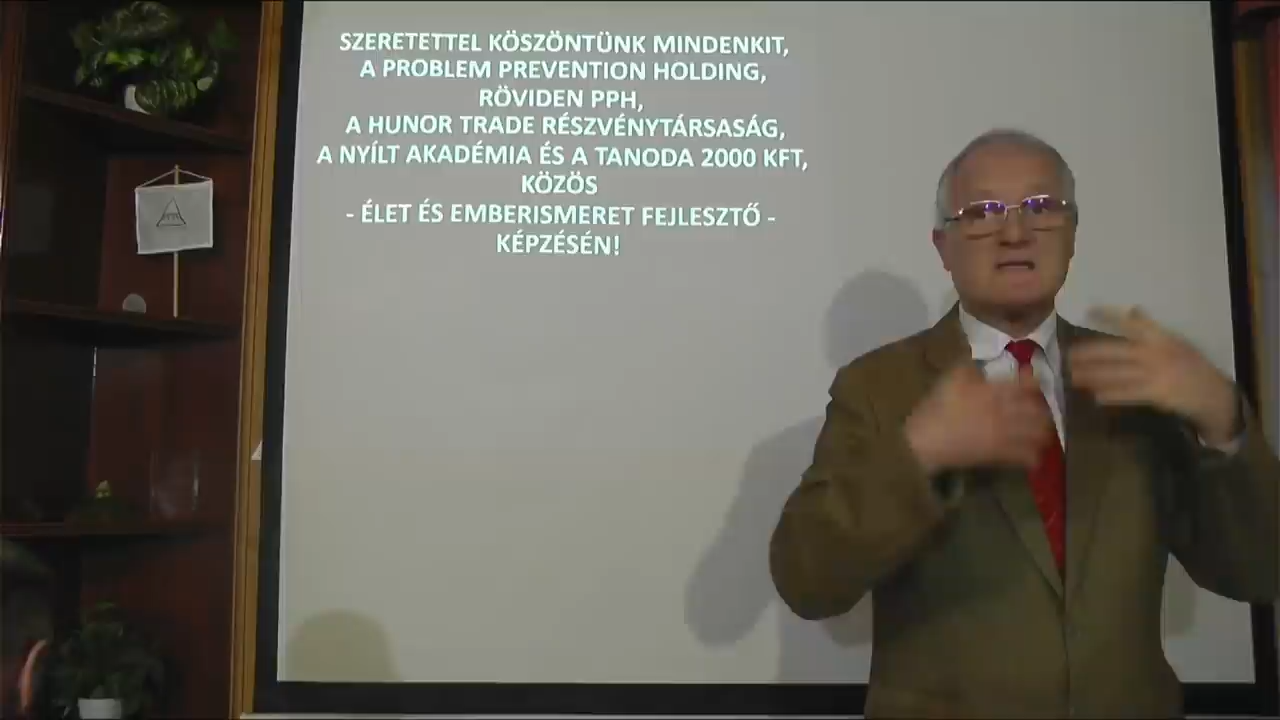 SZERETETTEL KÖSZÖNTÜNK MINDENKIT,
A PROBLEM PREVENTION HOLDING,
RÖVIDEN PPH,
A HUNOR TRADE RÉSZVÉNYTÁRSASÁG,
A NYÍLT AKADÉMIA ÉS A TANODA 2000 KFT,
KÖZÖS
- ÉLET ÉS EMBERISMERET FEJLESZTŐ -
KÉPZÉSÉN!